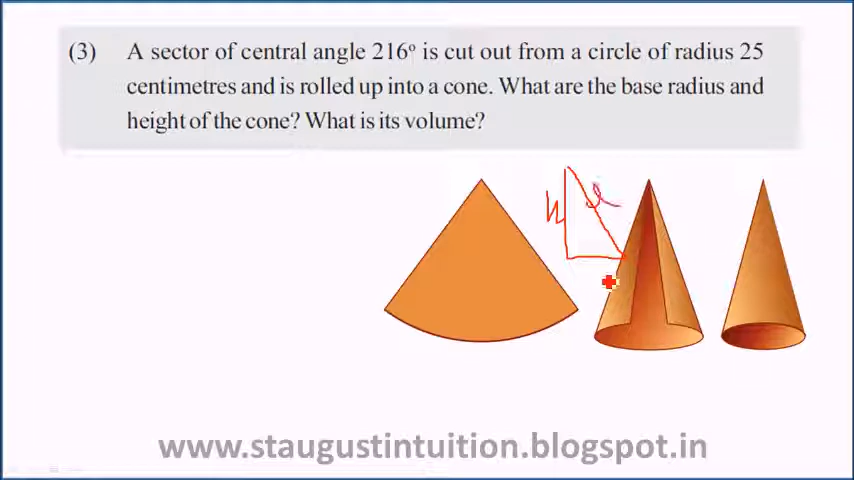 (3) A sector of central angle 216° is cut out from a circle of radius 25
centimetres and is rolled up into a cone. What are the base radius and
height of the cone? What is its volume?
h
l
www.staugustintuition.blogspot.in